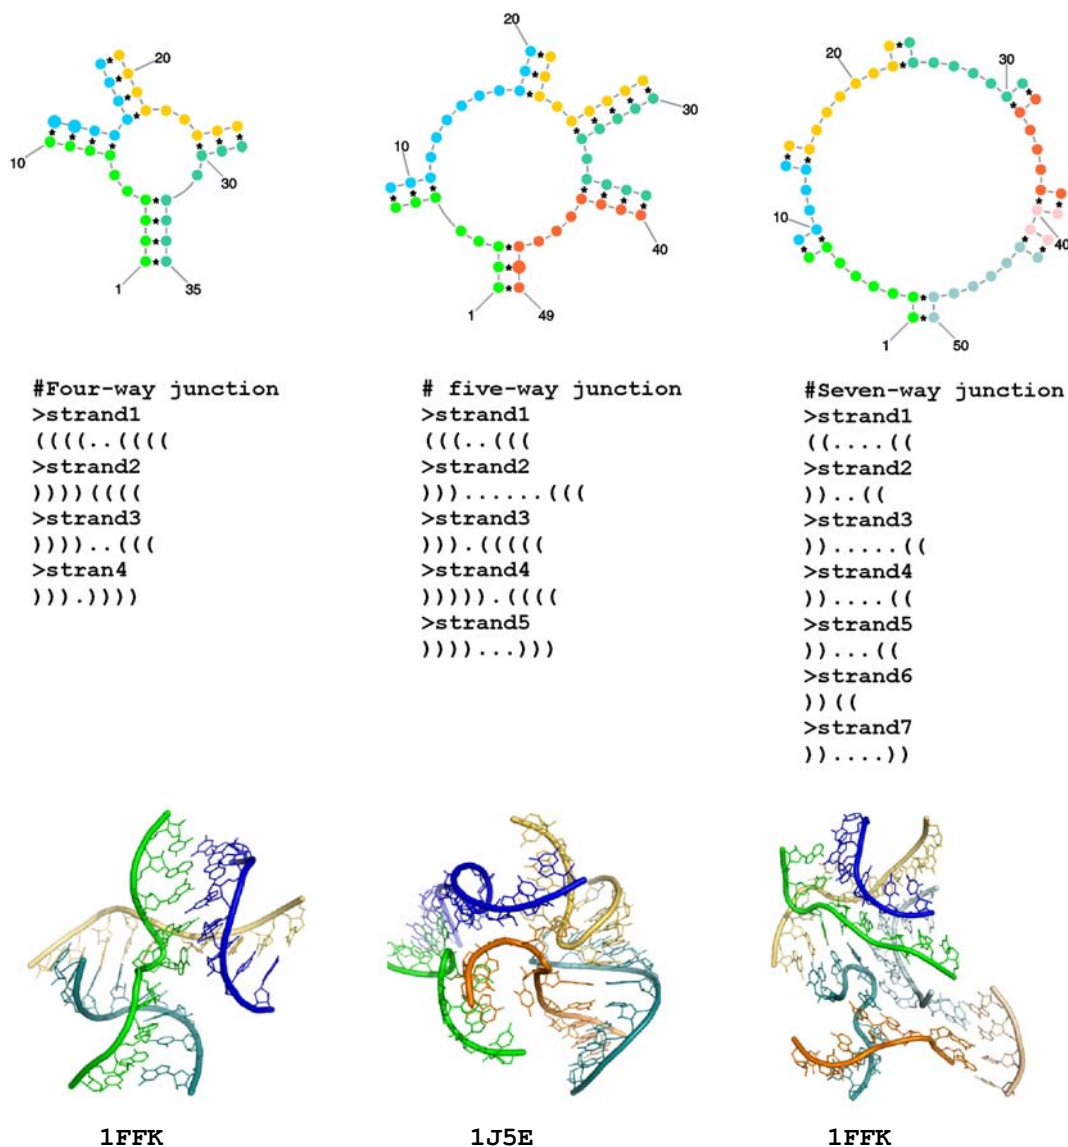 20
10
30
1
35
20
10
30
40
1
49
20
30
10
40
1
50
#Four-way junction
>strand1
((((..((((
>strand2
))))((((
>strand3
))))..(((
>stran4
))).))))
# five-way junction
>strand1
(((..(((
>strand2
)))......(((
>strand3
))).(((((
>strand4
))))).((((
>strand5
))))...)))
#Seven-way junction
>strand1
((....((
>strand2
))..((
>strand3
)).....((
>strand4
))....((
>strand5
))...((
>strand6
))((
>strand7
))....))
1FFK
1J5E
1FFK